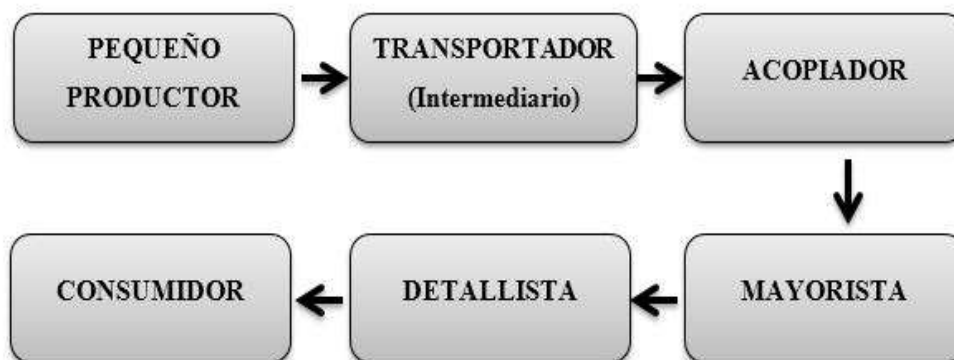 PEQUEÑO
PRODUCTOR
TRANSPORTADOR
(Intermediario)
ACOPIADOR
MAYORISTA
DETALLISTA
CONSUMIDOR